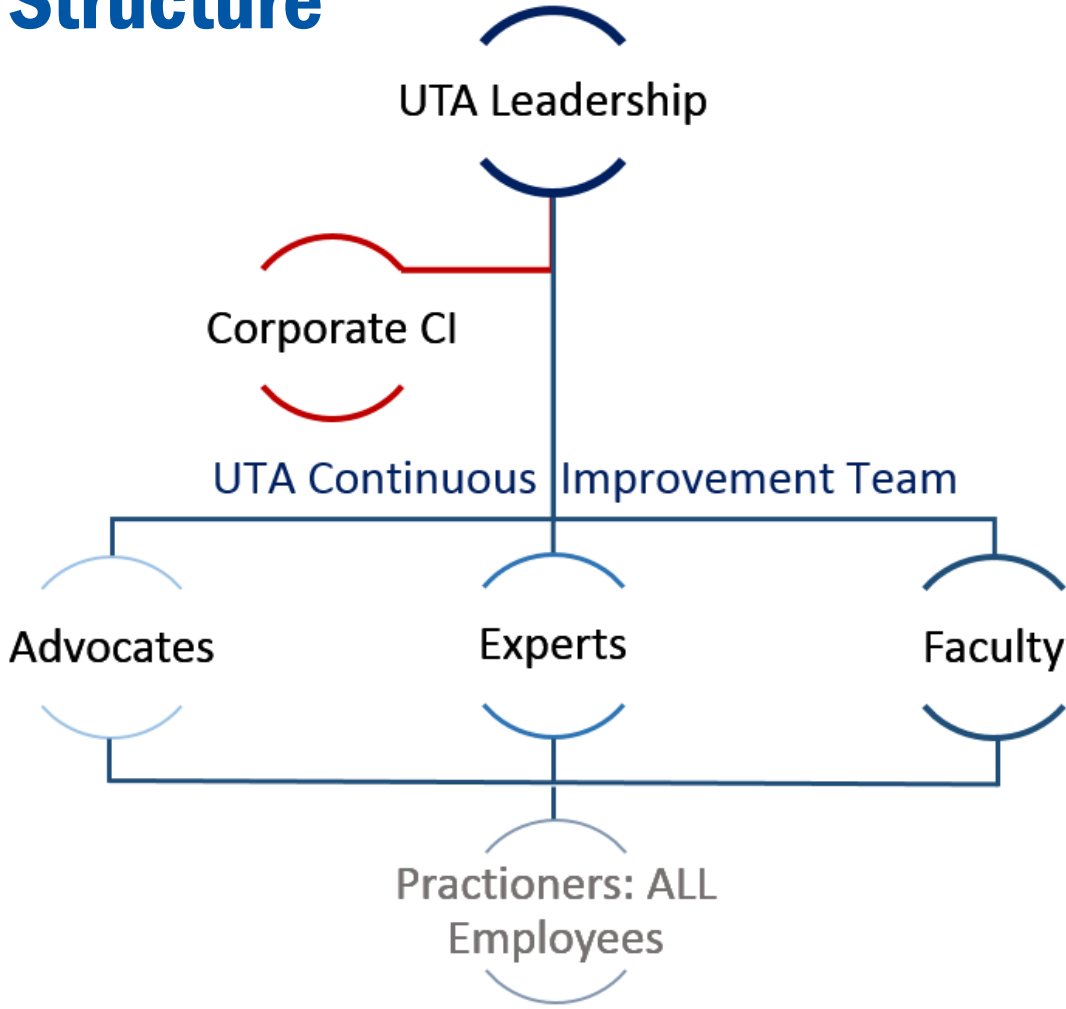 Structure
UTA Leadership
Corporate CI
UTA Continuous Improvement Team
Advocates
Experts
Faculty
Practioners: ALL
Employees